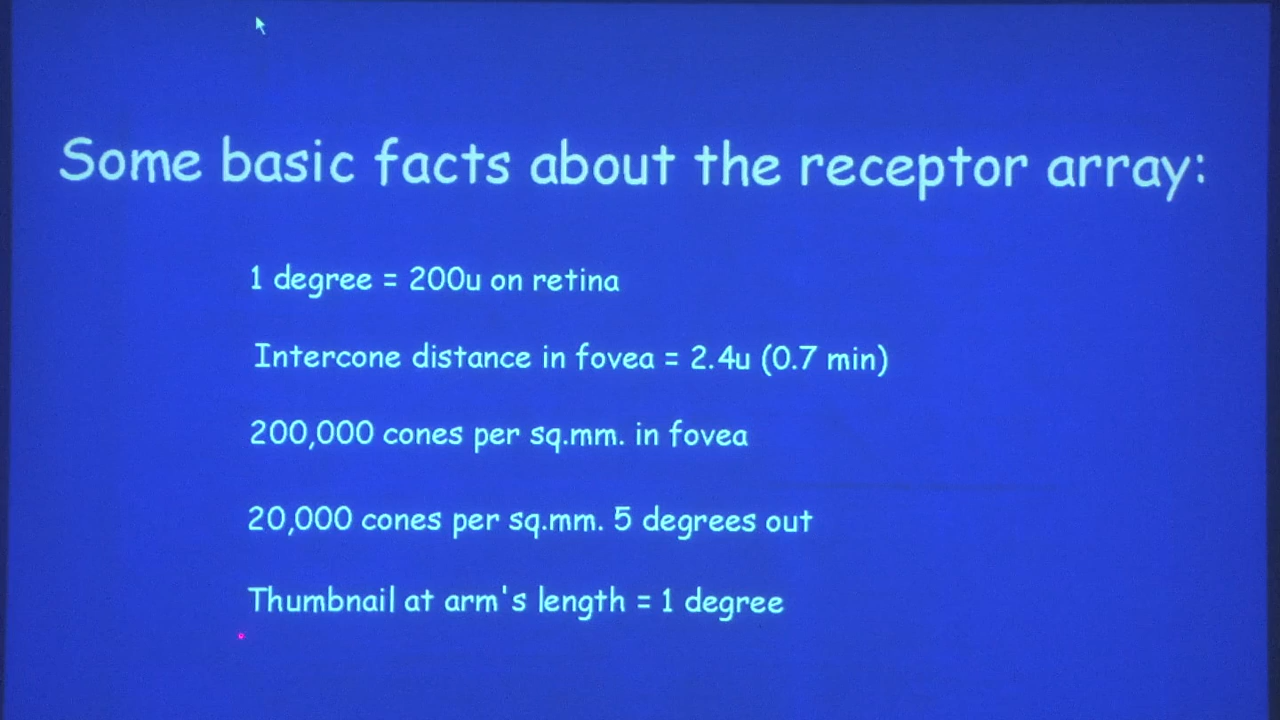 Some basic facts about the receptor array:
1 degree = 200u on retina
Intercone distance in fovea = 2.4u (0.7 min)
200,000 cones per sq.mm. in fovea
20,000 cones per sq.mm. 5 degrees out
Thumbnail at arm's length = 1 degree